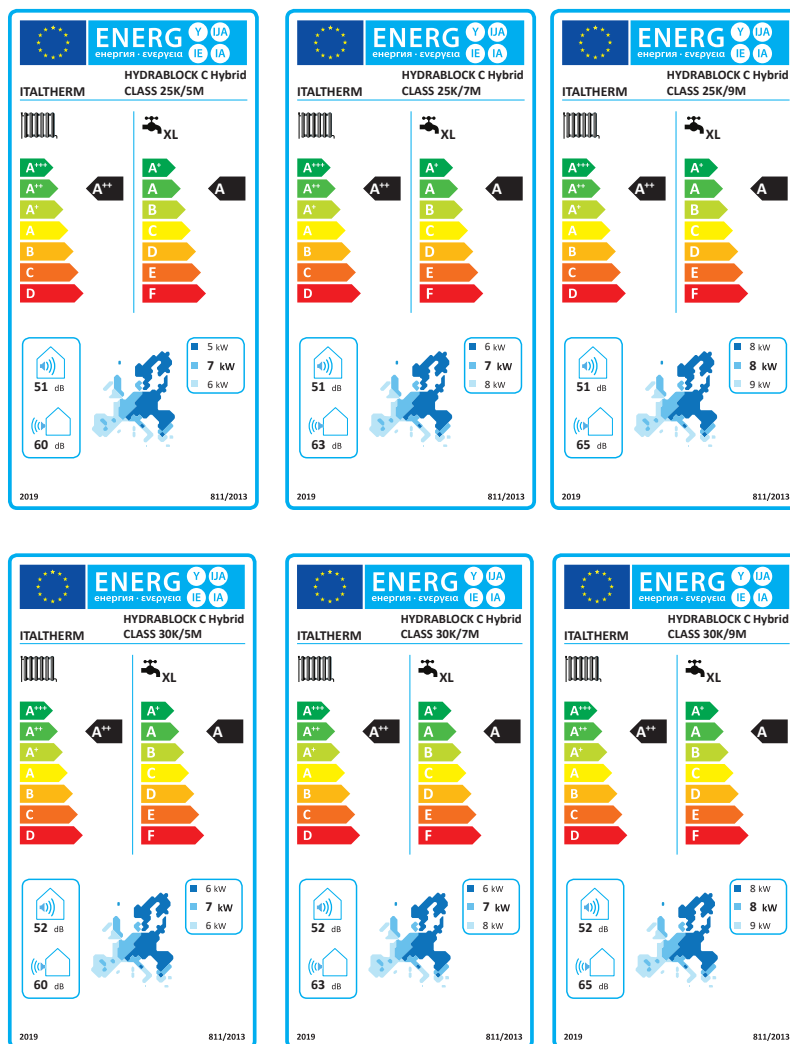 ENERG Y IJA
енергия · ενεργεια IE IA
HYDRABLOCK C Hybrid
ITALTHERM CLASS 25K/5M
XL
A+++ A+
A++ A++ A A
A+ B
A C
B D
C E
D F
51 dB
60 dB
5 kW
7 kW
6 kW
2019 811/2013
ENERG Y IJA
енергия · ενεργεια IE IA
HYDRABLOCK C Hybrid
ITALTHERM CLASS 25K/7M
XL
A+++ A+
A++ A++ A A
A+ B
A C
B D
C E
D F
51 dB
63 dB
6 kW
7 kW
8 kW
2019 811/2013
ENERG Y IJA
енергия · ενεργεια IE IA
HYDRABLOCK C Hybrid
ITALTHERM CLASS 25K/9M
XL
A+++ A+
A++ A++ A A
A+ B
A C
B D
C E
D F
51 dB
65 dB
8 kW
8 kW
9 kW
2019 811/2013
ENERG Y IJA
енергия · ενεργεια IE IA
HYDRABLOCK C Hybrid
ITALTHERM CLASS 30K/5M
XL
A+++ A+
A++ A++ A A
A+ B
A C
B D
C E
D F
52 dB
60 dB
6 kW
7 kW
6 kW
2019 811/2013
ENERG Y IJA
енергия · ενεργεια IE IA
HYDRABLOCK C Hybrid
ITALTHERM CLASS 30K/7M
XL
A+++ A+
A++ A++ A A
A+ B
A C
B D
C E
D F
52 dB
63 dB
6 kW
7 kW
8 kW
2019 811/2013
ENERG Y IJA
енергия · ενεργεια IE IA
HYDRABLOCK C Hybrid
ITALTHERM CLASS 30K/9M
XL
A+++ A+
A++ A++ A A
A+ B
A C
B D
C E
D F
52 dB
65 dB
8 kW
8 kW
9 kW
2019 811/2013